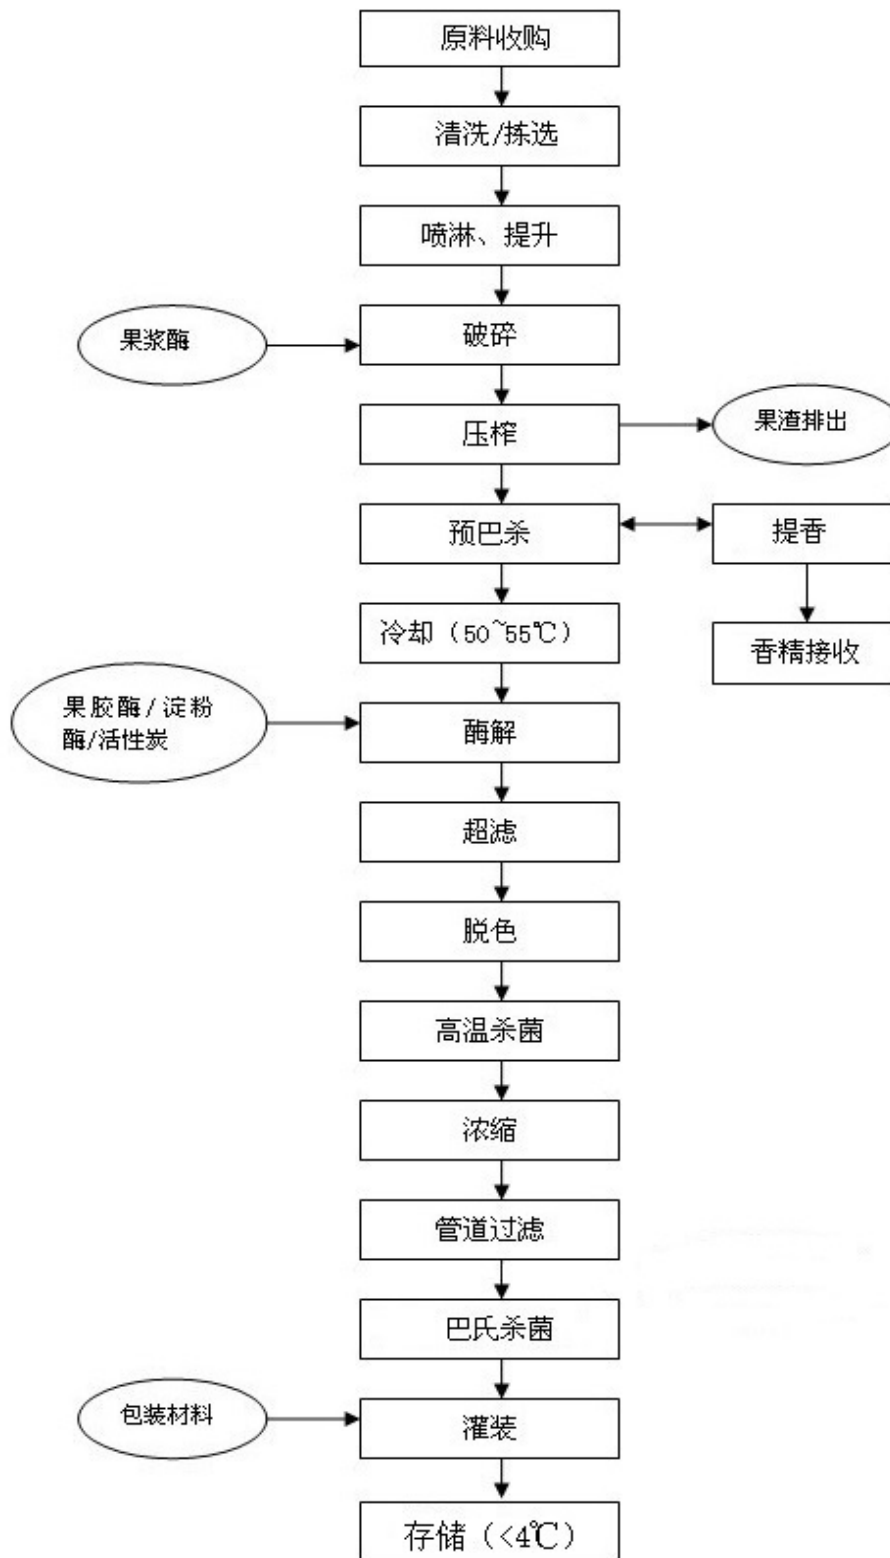 原料收购
清洗/拣选
喷淋、提升
果浆酶
破碎
压榨
果渣排出
预巴杀
提香
冷却（50~55℃）
香精接收
果胶酶/淀粉
酶/活性炭
酶解
超滤
脱色
高温杀菌
浓缩
管道过滤
巴氏杀菌
包装材料
灌装
存储（<4℃）